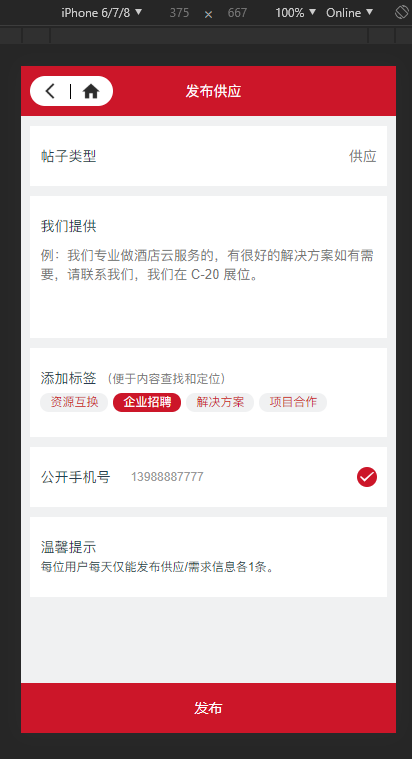 iPhone 6/7/8 ▼ 375 × 667 100% ▼ Online ▼
发布供应
帖子类型 供应
我们提供
例：我们专业做酒店云服务的，有很好的解决方案如有需
要，请联系我们，我们在 C-20 展位。
添加标签 （便于内容查找和定位）
资源互换 企业招聘 解决方案 项目合作
公开手机号 13988887777
温馨提示
每位用户每天仅能发布供应/需求信息各1条。
发布